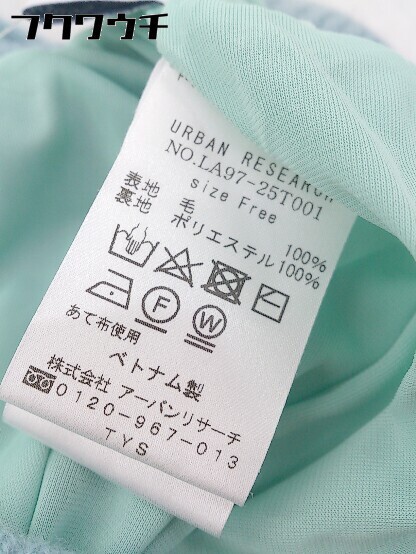 フクワウチ
URBAN RESEARCH
NO.LA97-25T001
size Free
表地 毛 100%
裏地 ポリエステル 100%
あて布使用
ベトナム製
株式会社 アーバンリサーチ
0120-967-013
TYS